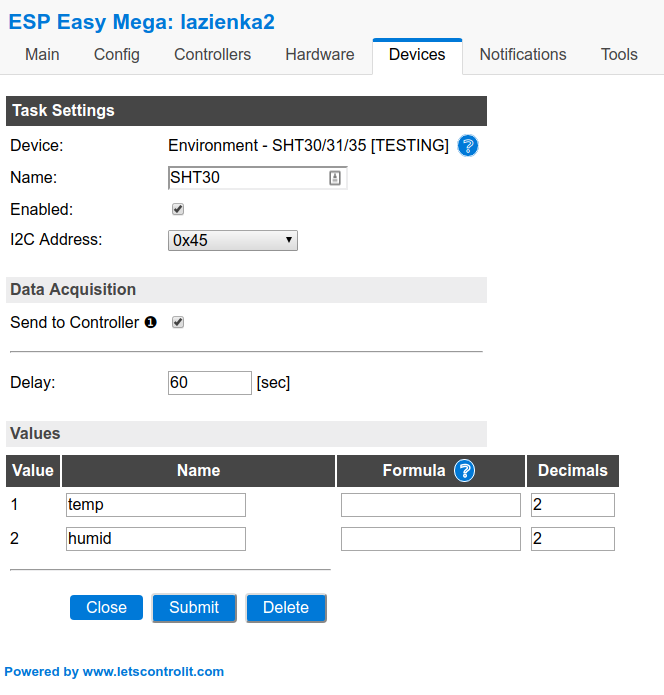 ESP Easy Mega: lazienka2
Main Config Controllers Hardware Devices Notifications Tools
Task Settings
Device: Environment - SHT30/31/35 [TESTING] ?
Name: SHT30
Enabled:
I2C Address: 0x45
Data Acquisition
Send to Controller ❶
Delay: 60 [sec]
Values
Value Name Formula ? Decimals
1 temp 2
2 humid 2
Close Submit Delete
Powered by www.letscontrolit.com